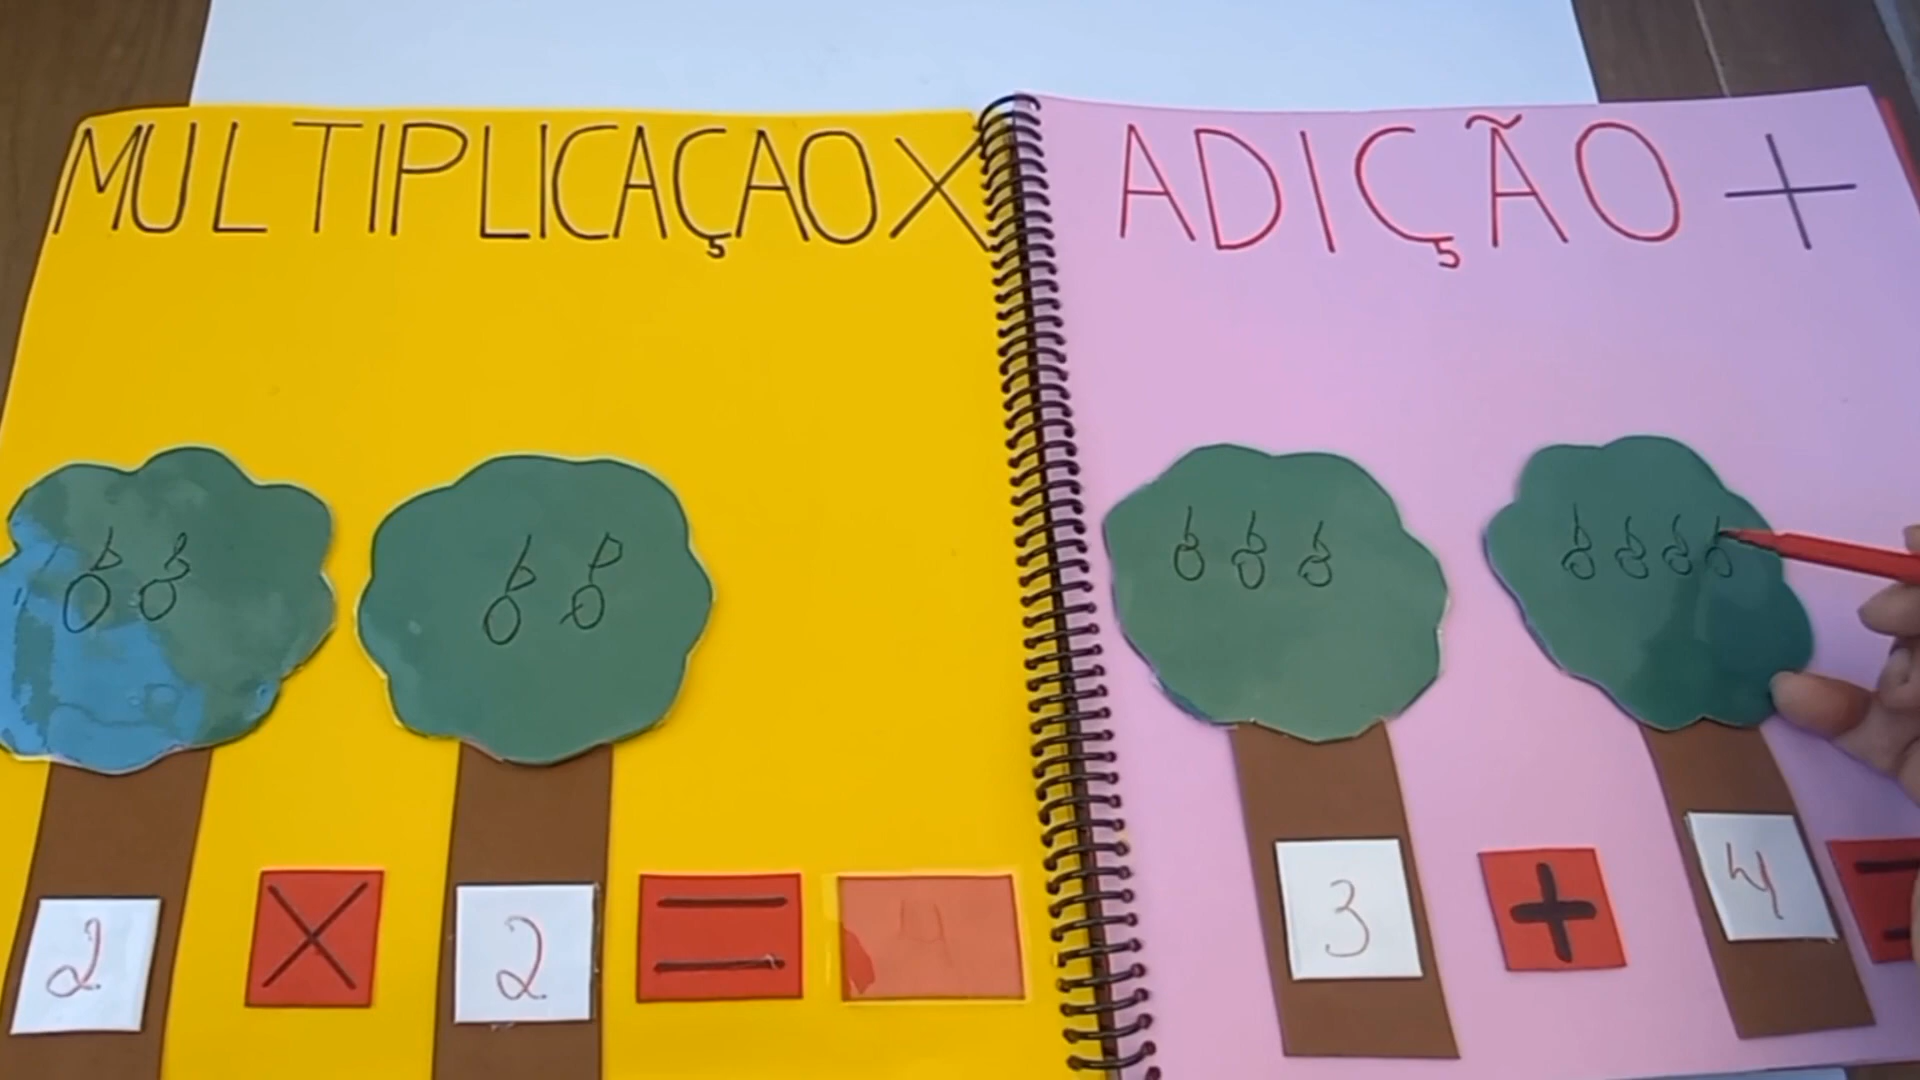 MULTIPLICAÇAO X
2 × 2 = 4
ADIÇÃO +
3 + 4 =